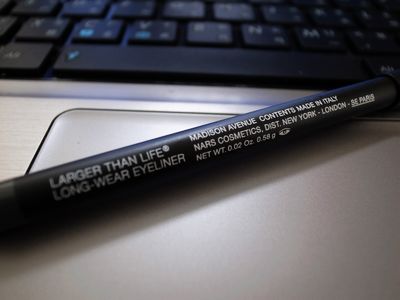 LARGER THAN LIFE®
LONG-WEAR EYELINER
MADISON AVENUE CONTENTS MADE IN ITALY
NARS COSMETICS, DIST. NEW YORK - LONDON - SE PARIS
NET WT. 0.02 Oz. 0.58 g